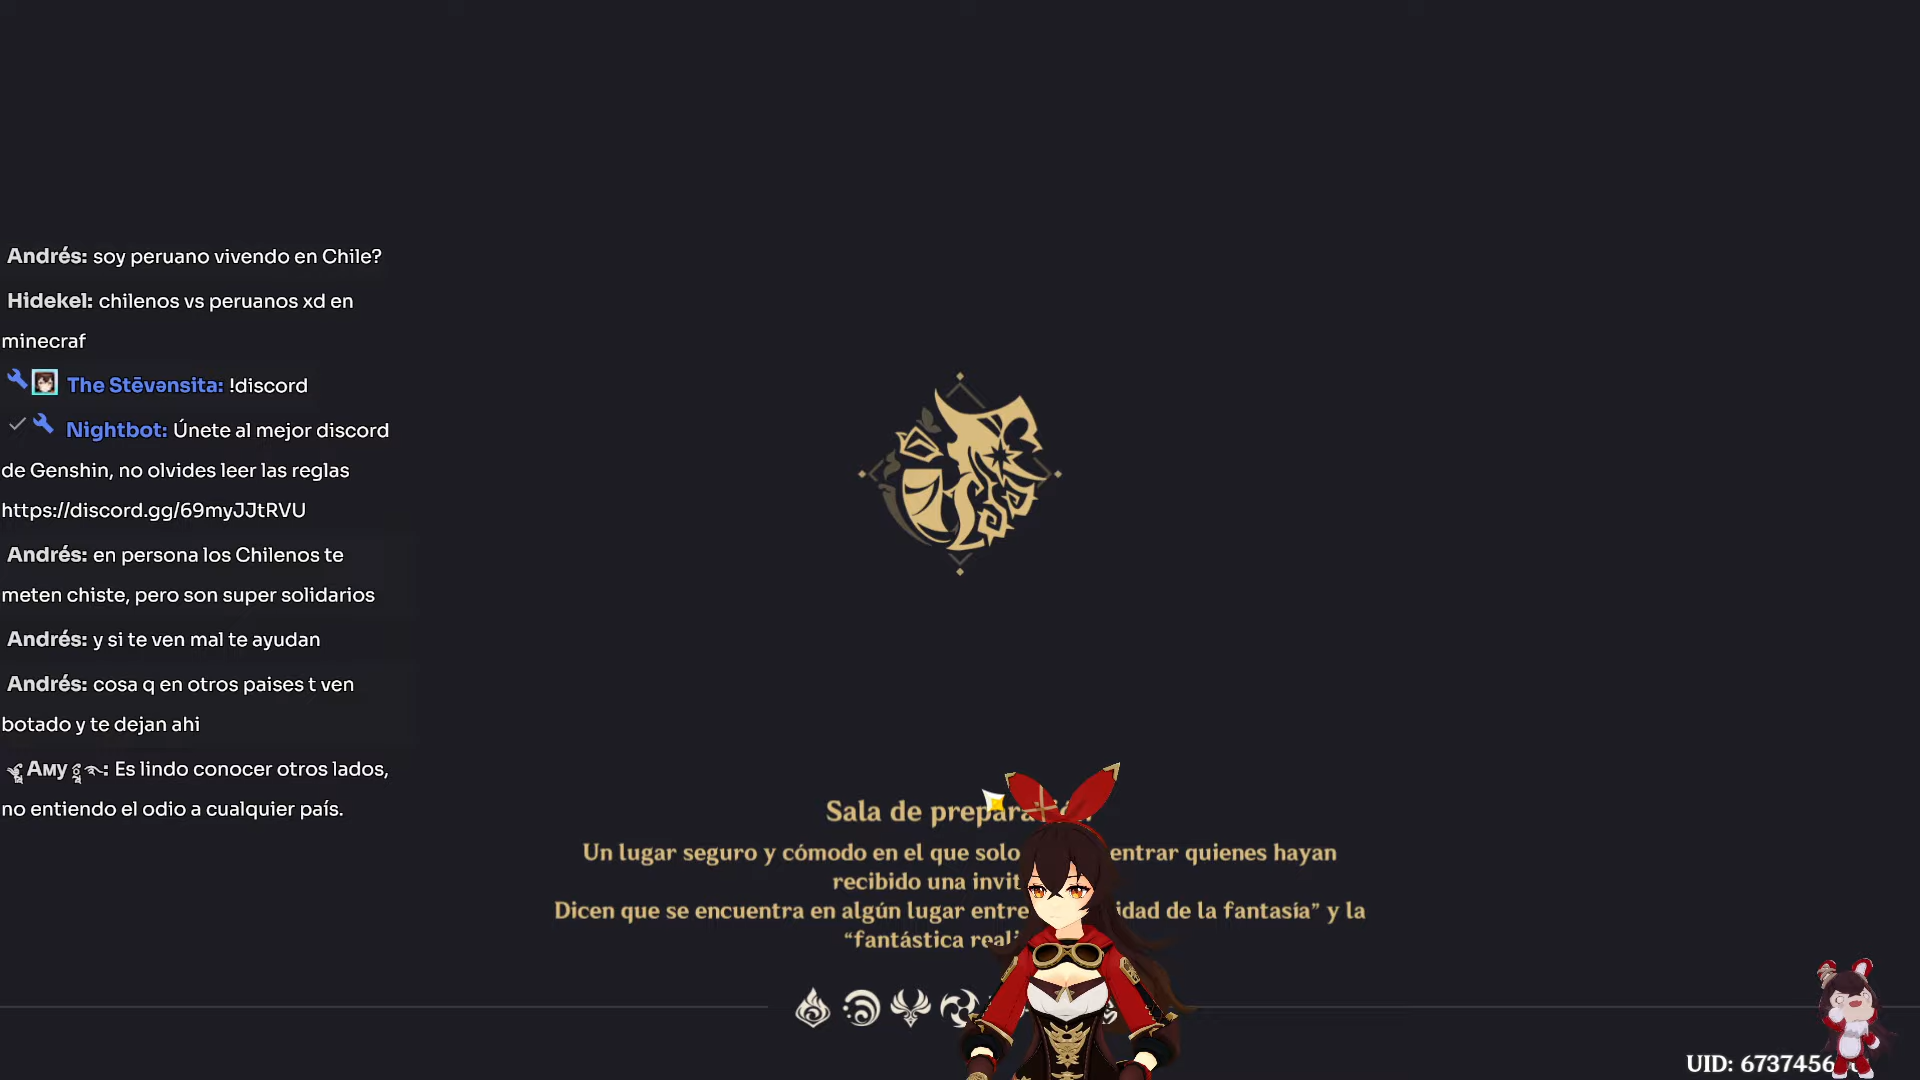 Andrés: soy peruano vivendo en Chile?
Hidekel: chilenos vs peruanos xd en
minecraf
The Stēvənsita: !discord
Nightbot: Únete al mejor discord
de Genshin, no olvides leer las reglas
https://discord.gg/69myJJtRVU
Andrés: en persona los Chilenos te
meten chiste, pero son super solidarios
Andrés: y si te ven mal te ayudan
Andrés: cosa q en otros paises t ven
botado y te dejan ahi
Aму: Es lindo conocer otros lados,
no entiendo el odio a cualquier país.
Sala de prepara
Un lugar seguro y cómodo en el que solo entrar quienes hayan
recibido una invit
Dicen que se encuentra en algún lugar entre idad de la fantasía” y la
“fantástica reali
UID: 6737456